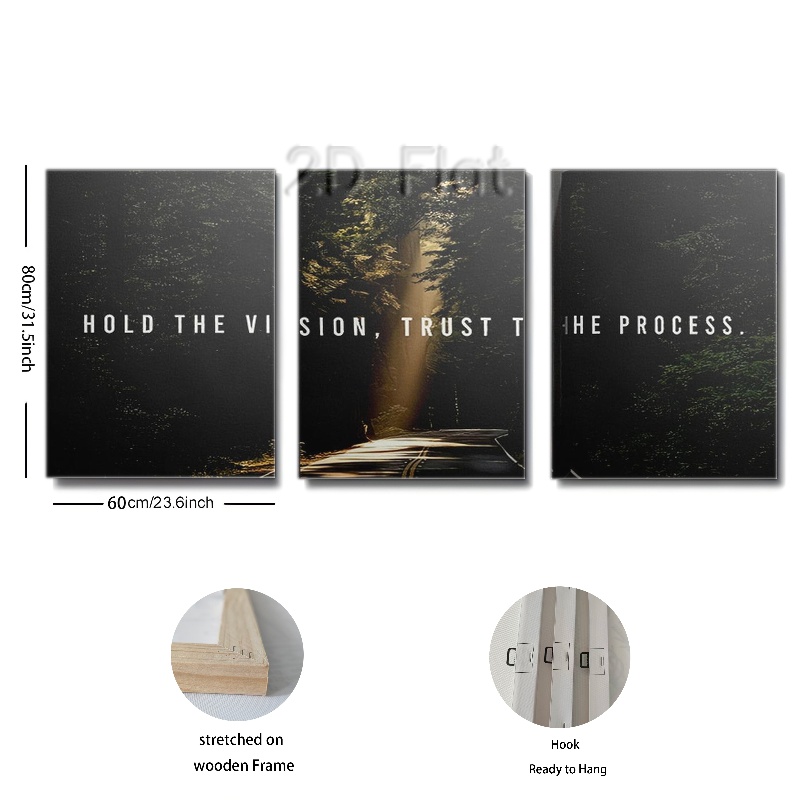 2D Flat
HOLD THE VI SION, TRUST T HHE PROCESS.
80cm/31.5inch
60cm/23.6inch
stretched on
wooden Frame
Hook
Ready to Hang